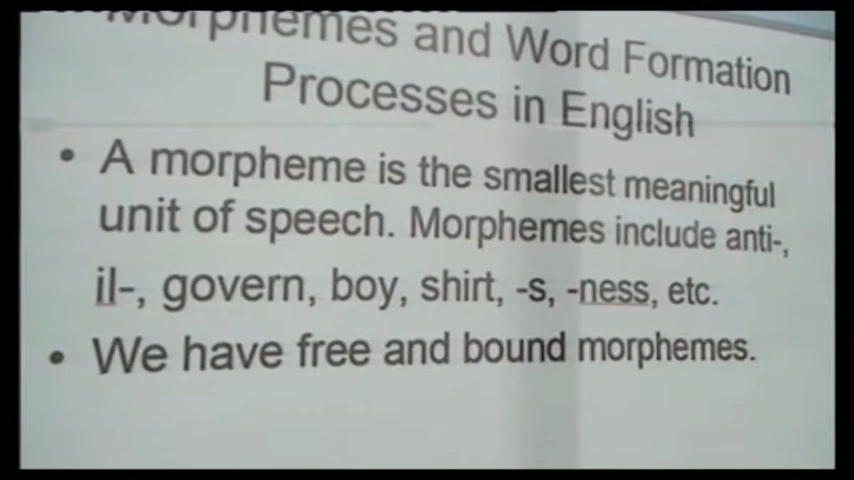 Morphemes and Word Formation
Processes in English
• A morpheme is the smallest meaningful
unit of speech. Morphemes include anti-,
il-, govern, boy, shirt, -s, -ness, etc.
• We have free and bound morphemes.